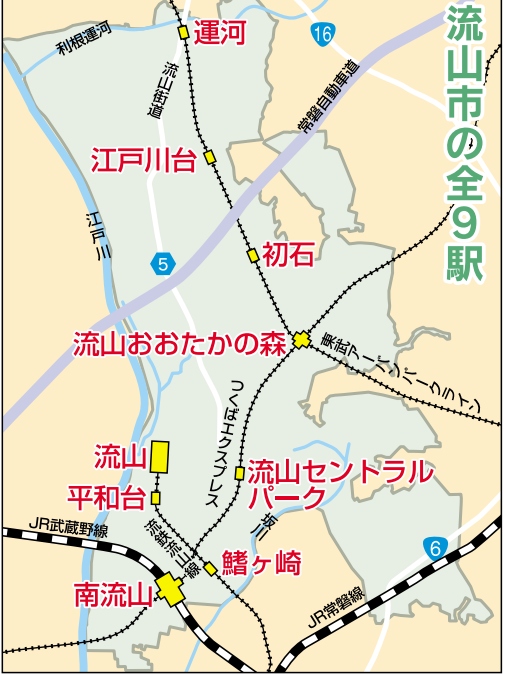 流山市の全9駅
運河
利根運河
16
流山街道
常磐自動車道
江戸川台
江戸川
初石
5
流山おおたかの森
東武アーバンパークライン
つくばエクスプレス
流山
流山セントラル
パーク
平和台
流鉄流山線
坂川
JR武蔵野線
鰭ヶ崎
6
南流山
JR常磐線